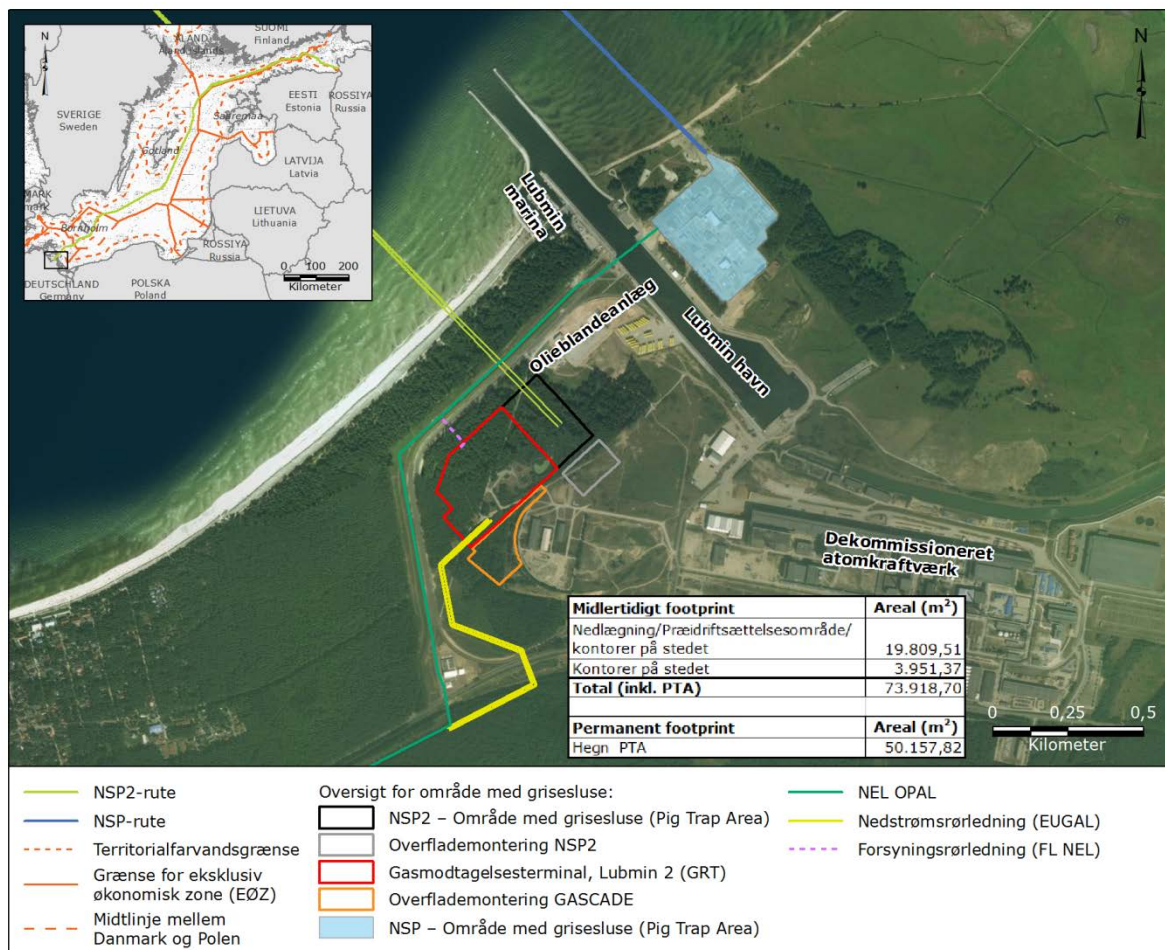 N
SUOMI
Finland
ÅLAND
Åland Islands
SVERIGE
Sweden
EESTI
Estonia
ROSSIYA
Russia
Saaremaa
Gotland
LATVIJA
Latvia
LIETUVA
Lithuania
MARK
mark
Bornholm
ROSSIYA
Russia
DEUTSCHLAND
Germany
POLSKA
Poland
0 100 200
Kilometer
N
Lubmin
marina
Olieblandeanlæg
Lubmin havn
Dekommissioneret
atomkraftværk
Midlertidigt footprint Areal (m²)
Nedlægning/Præidriftsættelsesområde/
kontorer på stedet 19.809,51
Kontorer på stedet 3.951,37
Total (inkl. PTA) 73.918,70
Permanent footprint Areal (m²)
Hegn PTA 50.157,82
0 0,25 0,5
Kilometer
NSP2-rute
NSP-rute
Territorialfarvandsgrænse
Grænse for eksklusiv
økonomisk zone (EØZ)
Midtlinje mellem
Danmark og Polen
Oversigt for område med grisesluse:
NSP2 – Område med grisesluse (Pig Trap Area)
Overflademontering NSP2
Gasmodtagelsesterminal, Lubmin 2 (GRT)
Overflademontering GASCADE
NSP – Område med grisesluse (Pig Trap Area)
NEL OPAL
Nedstrømsrørledning (EUGAL)
Forsyningsrørledning (FL NEL)